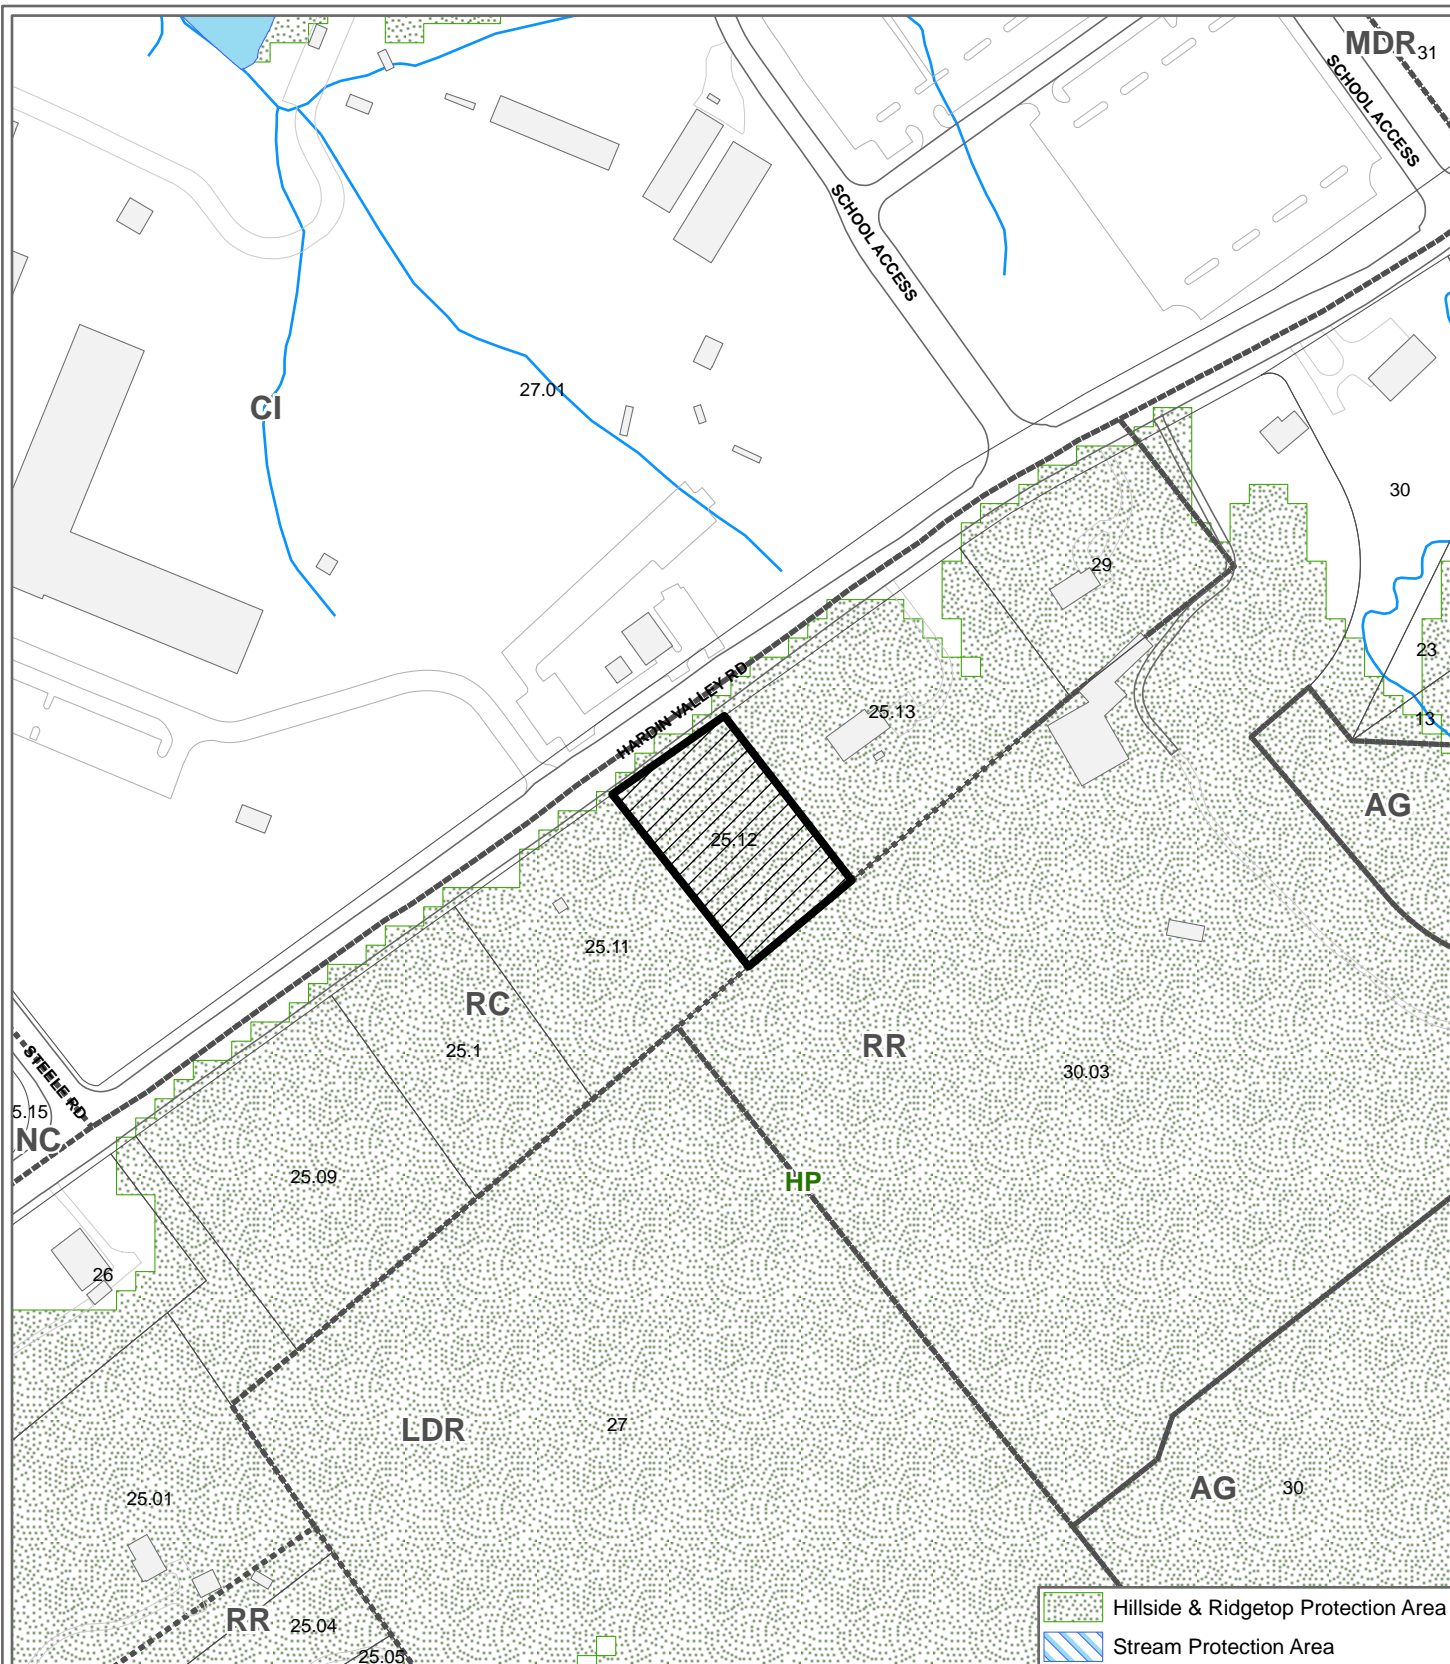 MDR
31
SCHOOL ACCESS
SCHOOL ACCESS
27.01
CI
30
29
23
25.13
13
HARDIN VALLEY RD
AG
25.12
25.11
RC
25.1
RR
30.03
STEELE RD
5.15
NC
25.09
HP
26
LDR
27
AG
30
25.01
RR
25.04
25.05
Hillside & Ridgetop Protection Area
Stream Protection Area